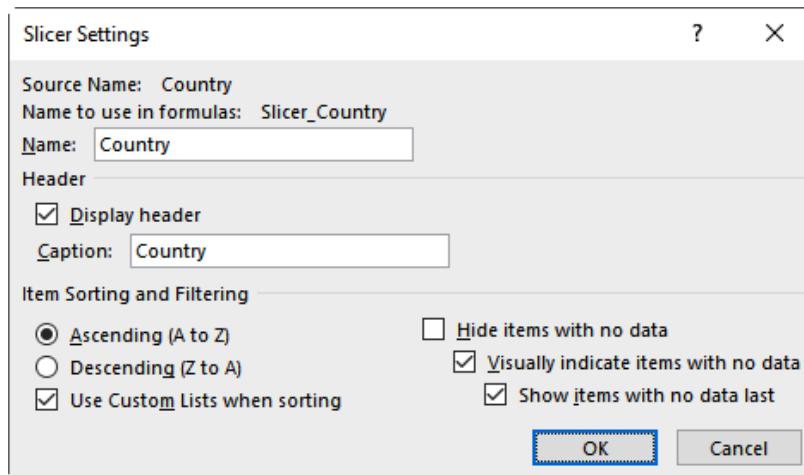 Slicer Settings ? X
Source Name: Country
Name to use in formulas: Slicer_Country
Name: Country
Header
Display header
Caption: Country
Item Sorting and Filtering
Ascending (A to Z)
Descending (Z to A)
Use Custom Lists when sorting
Hide items with no data
Visually indicate items with no data
Show items with no data last
OK Cancel